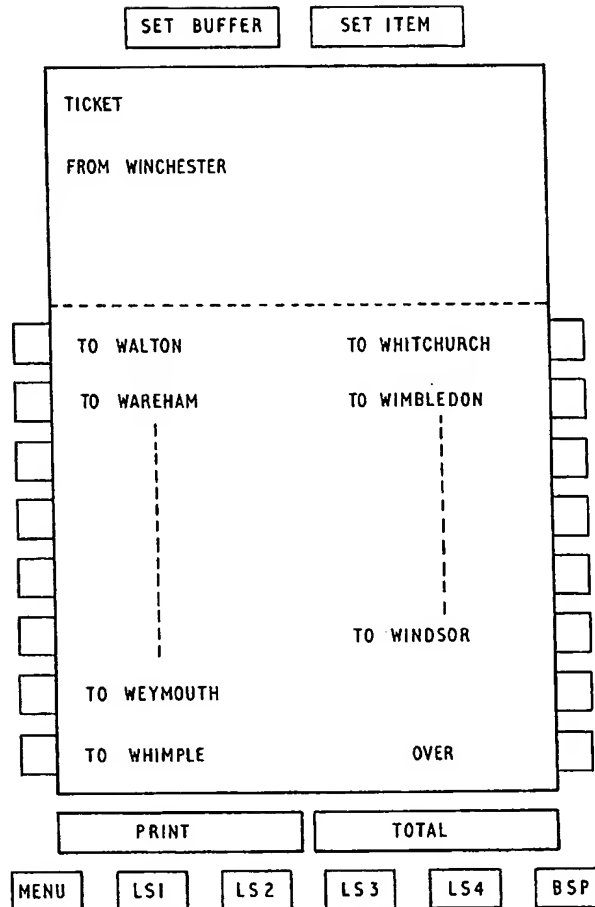 SET BUFFER SET ITEM
TICKET
FROM WINCHESTER
TO WALTON TO WHITCHURCH
TO WAREHAM TO WIMBLEDON
TO WINDSOR
TO WEYMOUTH
TO WHIMPLE OVER
PRINT TOTAL
MENU LS1 LS2 LS3 LS4 BSP